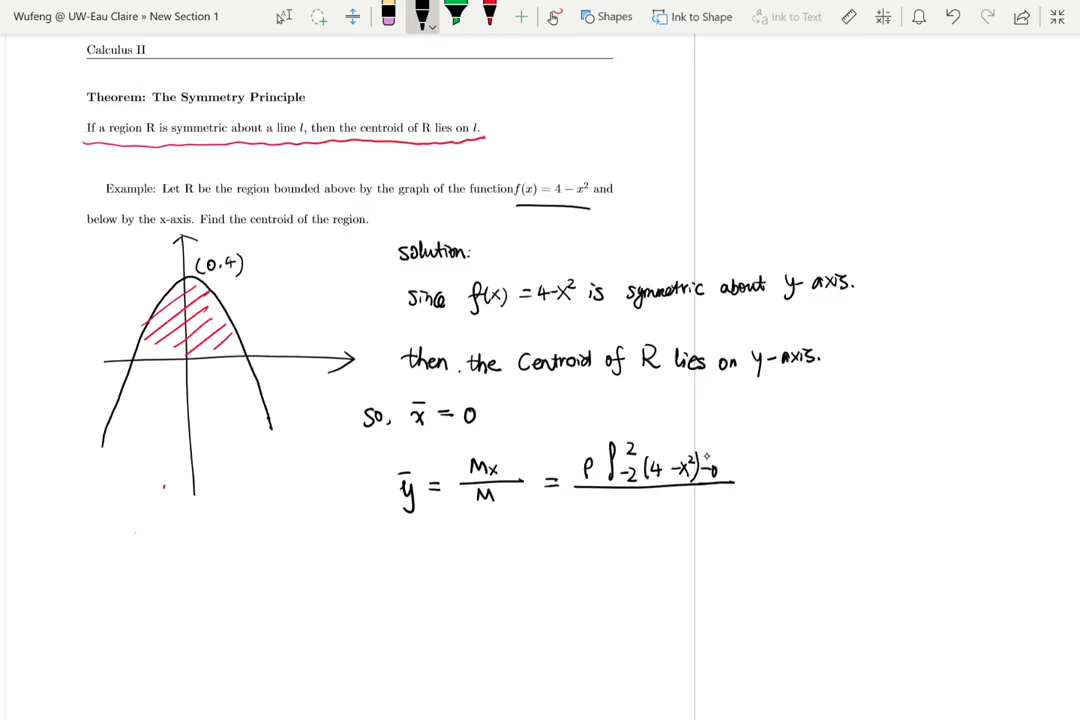 Wufeng @ UW-Eau Claire » New Section 1
Shapes
Ink to Shape
Ink to Text
Calculus II
Theorem: The Symmetry Principle
If a region R is symmetric about a line l, then the centroid of R lies on l.
Example: Let R be the region bounded above by the graph of the functionf(x) = 4 − x² and
below by the x-axis. Find the centroid of the region.
(0.4)
solution:
since f(x) = 4-x² is symmetric about y-axis.
then. the Centroid of R lies on y-axis.
So, x̄ = 0
ȳ = Mx / M = ρ ∫_{-2}^{2} (4-x²)-0